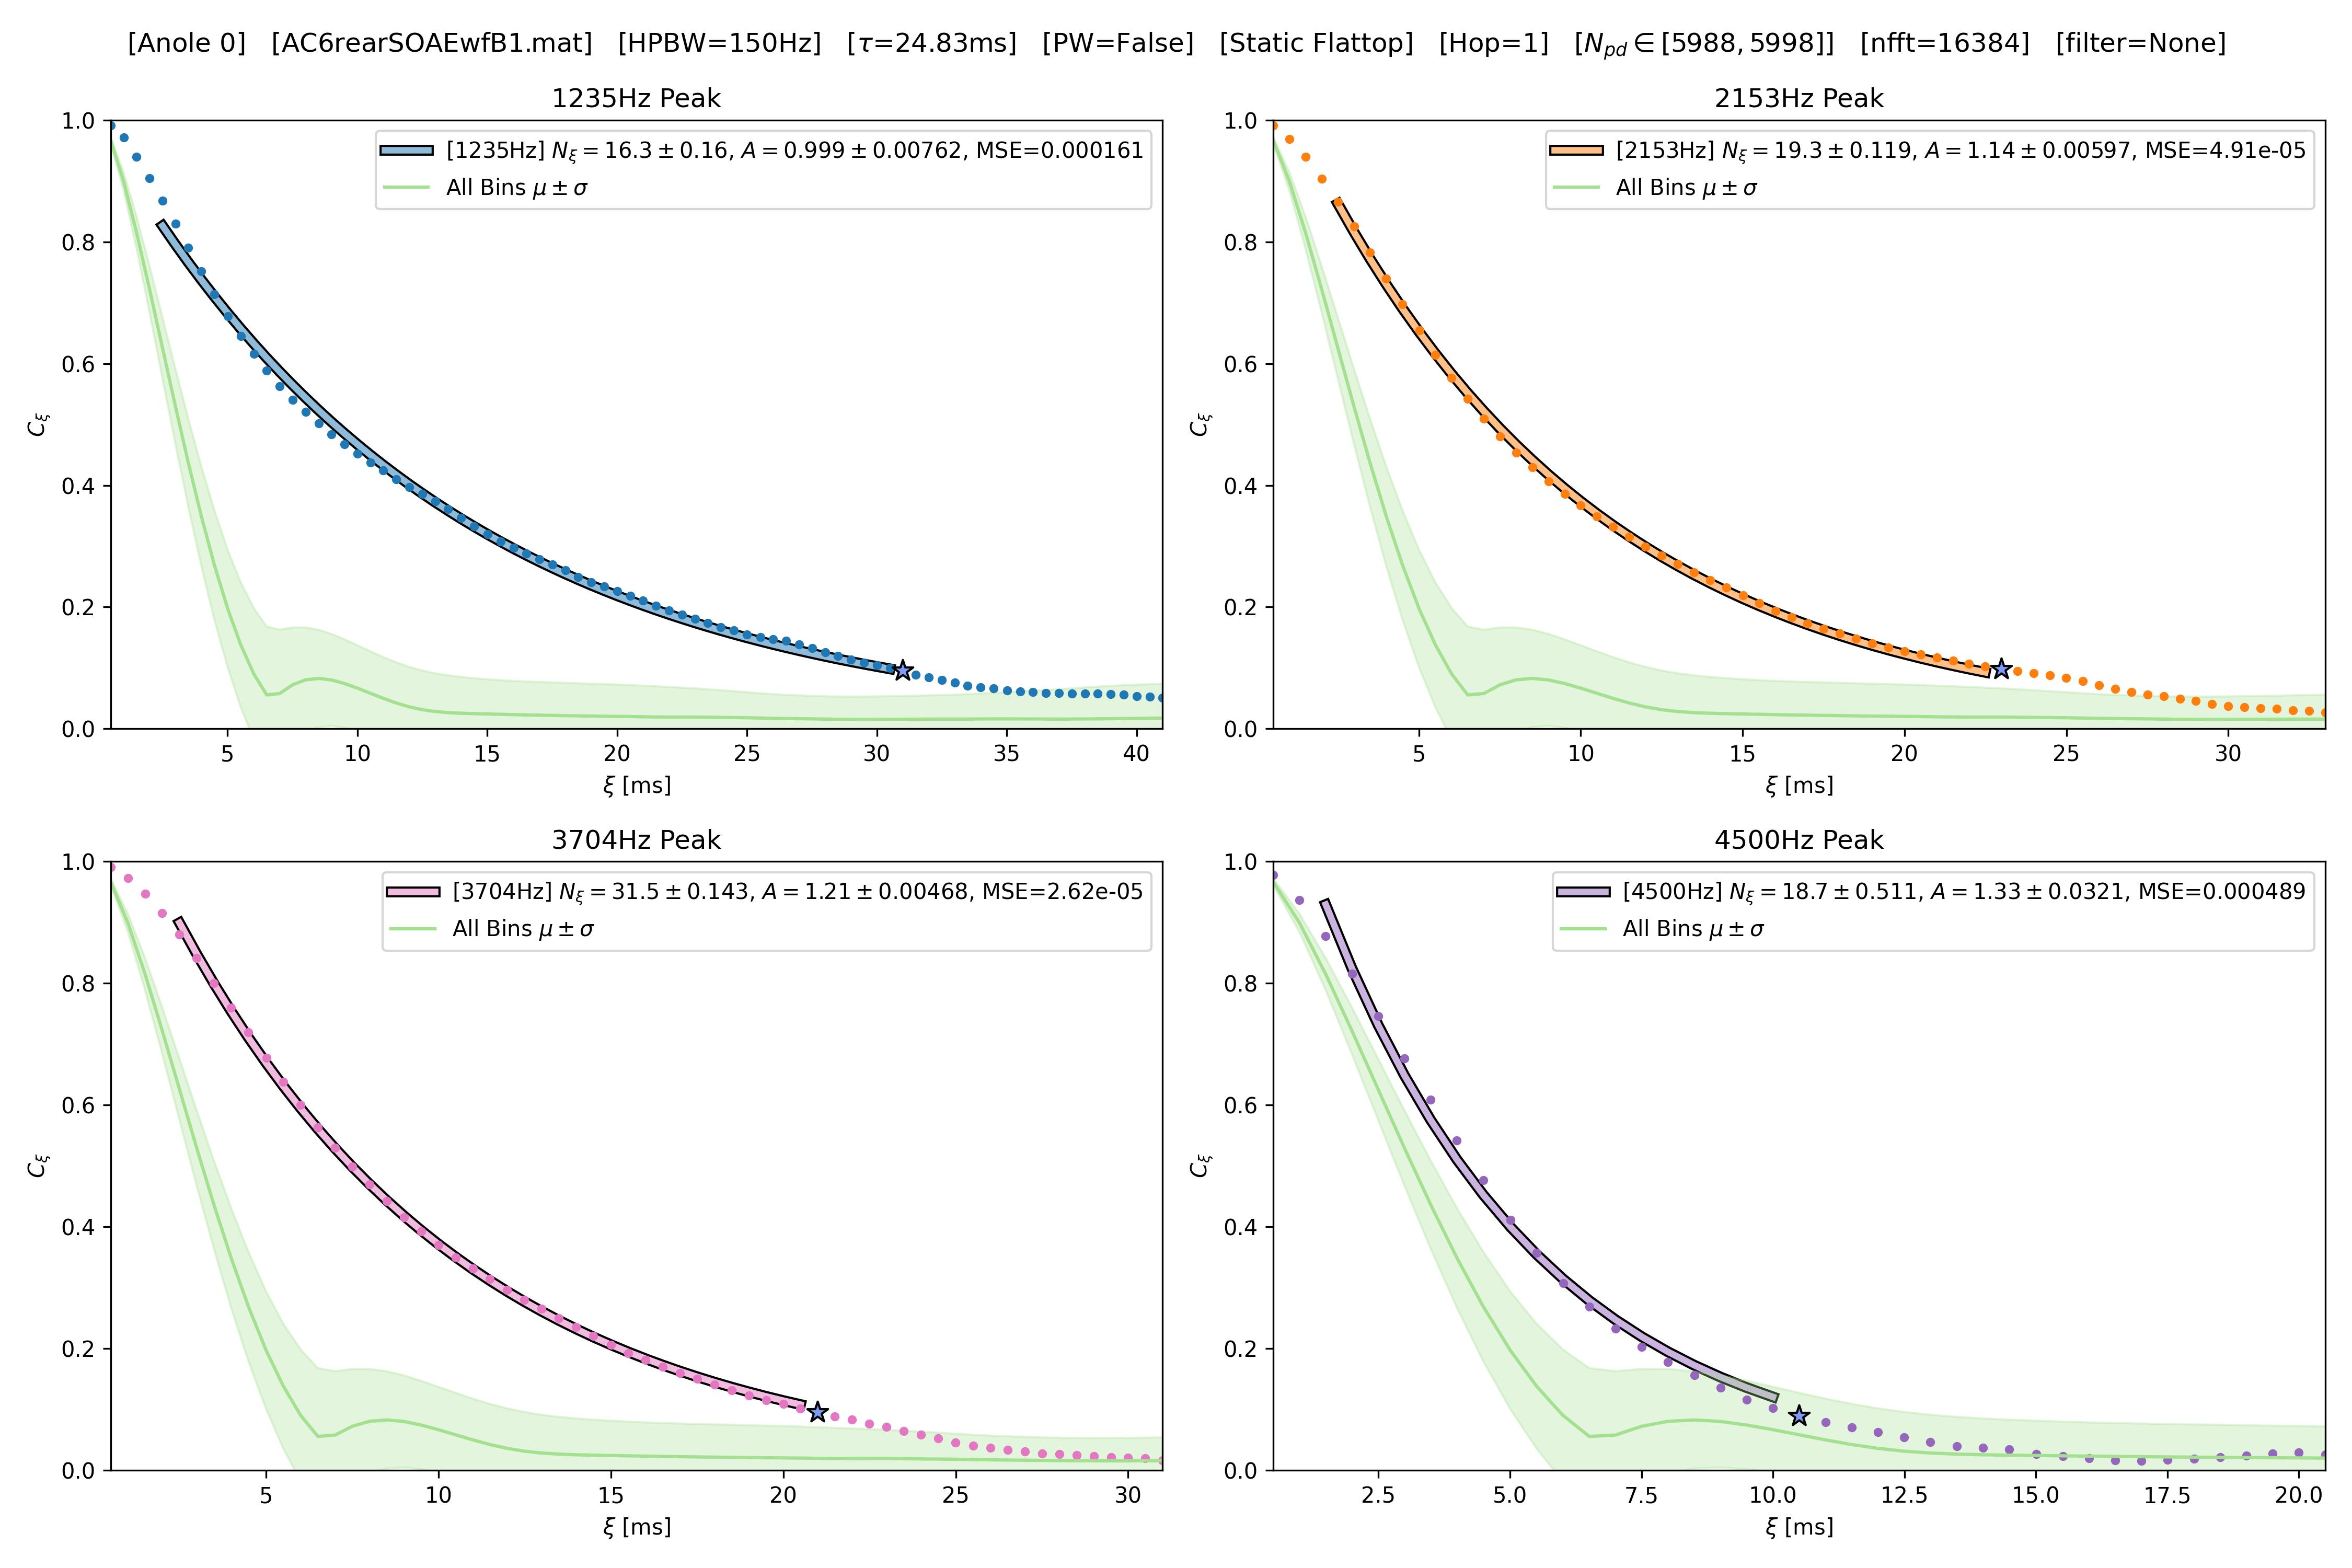 [Anole 0] [AC6rearSOAEwfB1.mat] [HPBW=150Hz] [τ=24.83ms] [PW=False] [Static Flattop] [Hop=1] [N_pd ∈ [5988, 5998]] [nfft=16384] [filter=None]
1235Hz Peak
[1235Hz] N_ξ = 16.3 ± 0.16, A = 0.999 ± 0.00762, MSE=0.000161
All Bins μ ± σ
1.0
0.8
0.6
0.4
0.2
0.0
C_ξ
5 10 15 20 25 30 35 40
ξ [ms]
2153Hz Peak
[2153Hz] N_ξ = 19.3 ± 0.119, A = 1.14 ± 0.00597, MSE=4.91e-05
All Bins μ ± σ
1.0
0.8
0.6
0.4
0.2
0.0
C_ξ
5 10 15 20 25 30
ξ [ms]
3704Hz Peak
[3704Hz] N_ξ = 31.5 ± 0.143, A = 1.21 ± 0.00468, MSE=2.62e-05
All Bins μ ± σ
1.0
0.8
0.6
0.4
0.2
0.0
C_ξ
5 10 15 20 25 30
ξ [ms]
4500Hz Peak
[4500Hz] N_ξ = 18.7 ± 0.511, A = 1.33 ± 0.0321, MSE=0.000489
All Bins μ ± σ
1.0
0.8
0.6
0.4
0.2
0.0
C_ξ
2.5 5.0 7.5 10.0 12.5 15.0 17.5 20.0
ξ [ms]